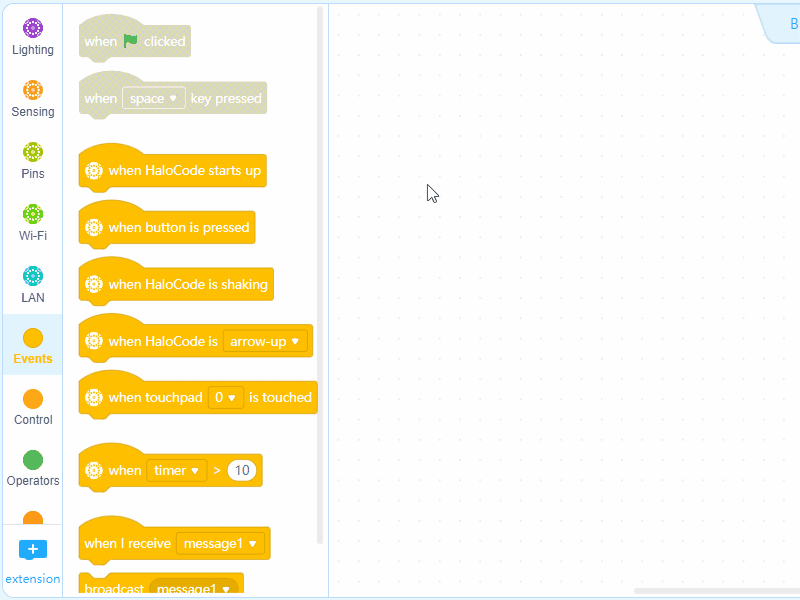 Lighting
Sensing
Pins
Wi-Fi
LAN
Events
Control
Operators
extension
when clicked
when space key pressed
when HaloCode starts up
when button is pressed
when HaloCode is shaking
when HaloCode is arrow-up
when touchpad 0 is touched
when timer > 10
when I receive message1
broadcast message1
B